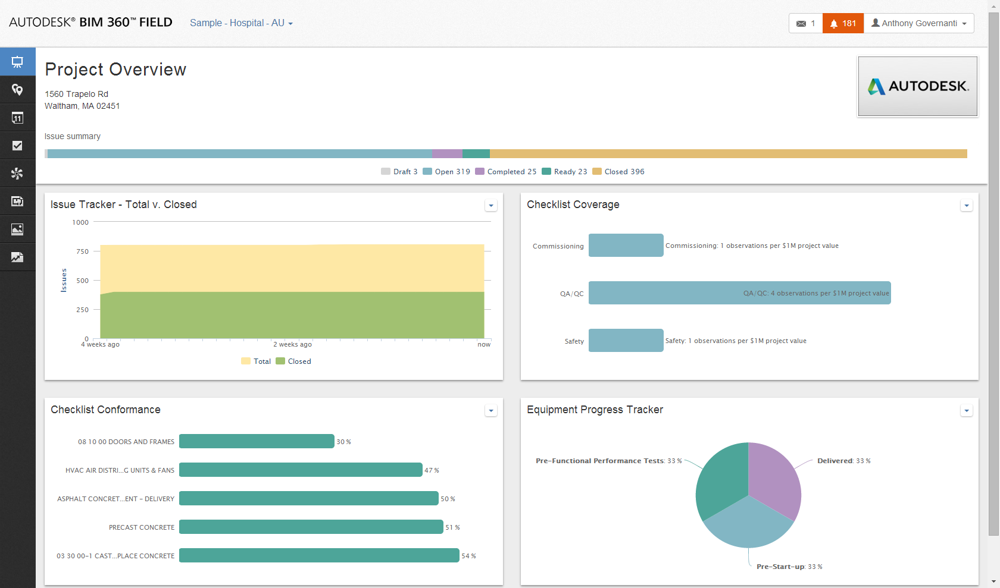 AUTODESK® BIM 360™ FIELD
Sample - Hospital - AU
1
181
Anthony Governanti
11
Project Overview
1560 Trapelo Rd
Waltham, MA 02451
AUTODESK.
Issue summary
Draft 3 Open 319 Completed 25 Ready 23 Closed 396
Issue Tracker - Total v. Closed
1000
750
500
250
0
Issues
4 weeks ago 2 weeks ago now
Total Closed
Checklist Coverage
Commissioning Commissioning: 1 observations per $1M project value
QA/QC QA/QC: 4 observations per $1M project value
Safety Safety: 1 observations per $1M project value
Checklist Conformance
08 10 00 DOORS AND FRAMES 30 %
HVAC AIR DISTRI...G UNITS & FANS 47 %
ASPHALT CONCRET...ENT - DELIVERY 50 %
PRECAST CONCRETE 51 %
03 30 00-1 CAST...PLACE CONCRETE 54 %
Equipment Progress Tracker
Pre-Functional Performance Tests: 33 % Delivered: 33 %
Pre-Start-up: 33 %